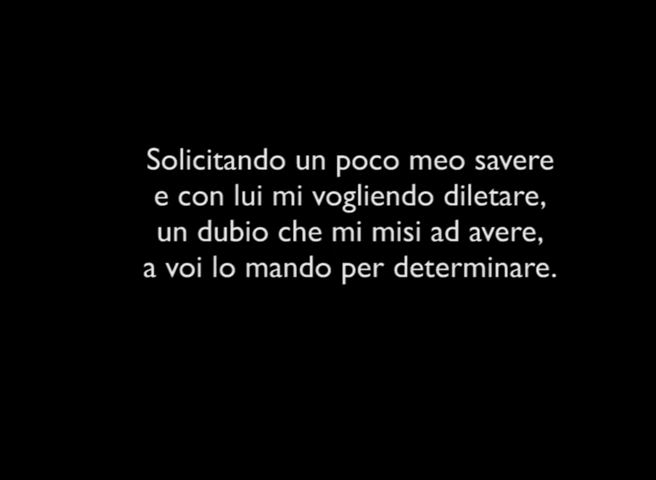 Solicitando un poco meo savere
e con lui mi vogliendo diletare,
un dubio che mi misi ad avere,
a voi lo mando per determinare.